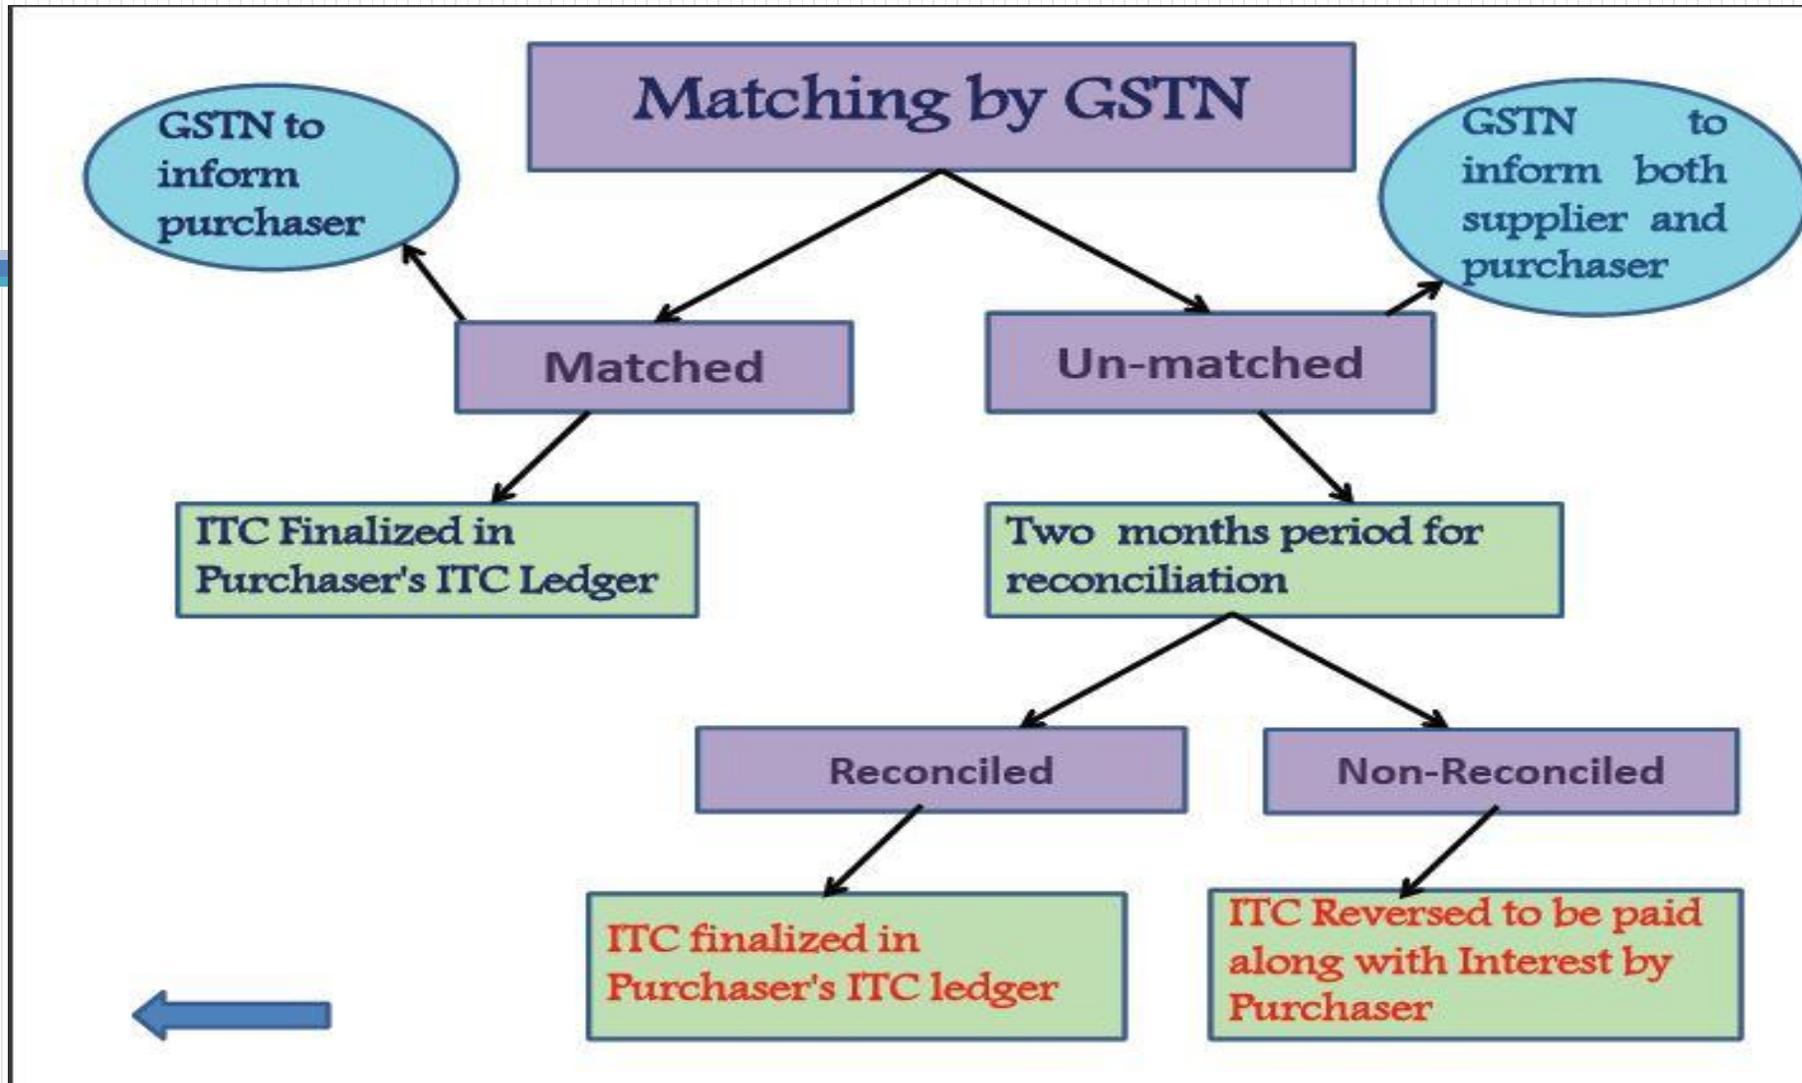 Matching by GSTN
GSTN to
inform
purchaser
GSTN to
inform both
supplier and
purchaser
Matched
Un-matched
ITC Finalized in
Purchaser's ITC Ledger
Two months period for
reconciliation
Reconciled
Non-Reconciled
ITC finalized in
Purchaser's ITC ledger
ITC Reversed to be paid
along with Interest by
Purchaser